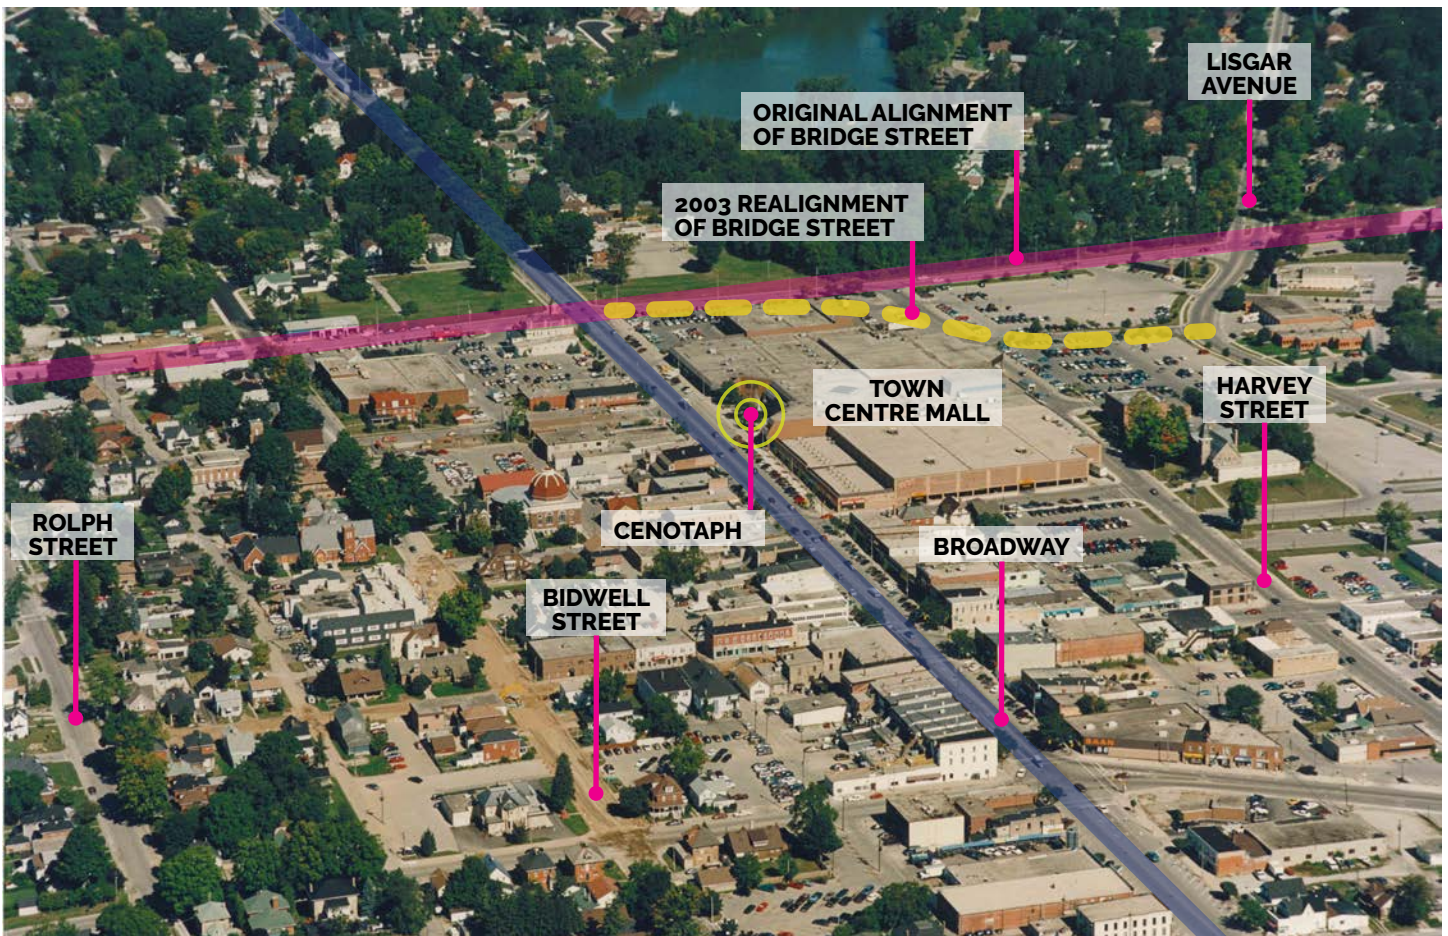 LISGAR
AVENUE
ORIGINAL ALIGNMENT
OF BRIDGE STREET
2003 REALIGNMENT
OF BRIDGE STREET
TOWN
CENTRE MALL
HARVEY
STREET
ROLPH
STREET
CENOTAPH
BROADWAY
BIDWELL
STREET